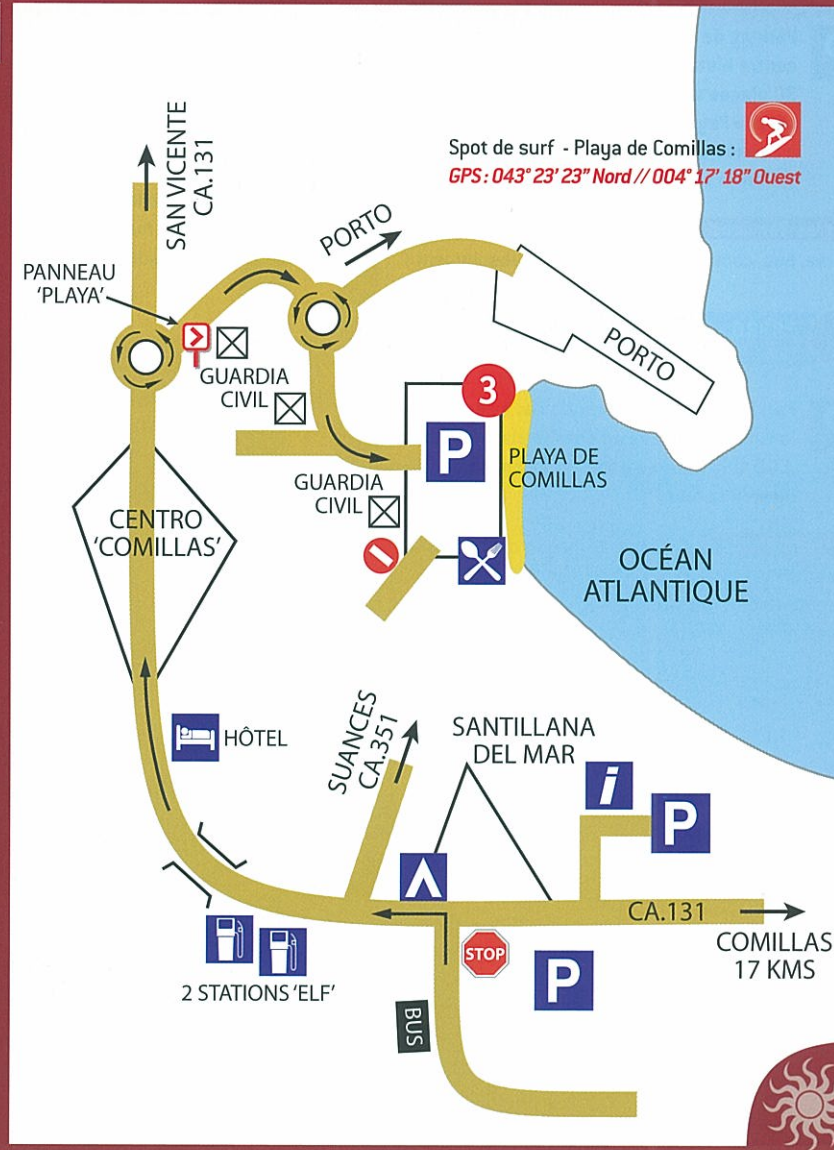 Spot de surf - Playa de Comillas :
GPS : 043° 23' 23" Nord // 004° 17' 18" Ouest
SAN VICENTE
CA.131
PORTO
PANNEAU
'PLAYA'
GUARDIA
CIVIL
PORTO
3
P
PLAYA DE
COMILLAS
GUARDIA
CIVIL
CENTRO
'COMILLAS'
OCÉAN
ATLANTIQUE
HÔTEL
SUANCES
CA.351
SANTILLANA
DEL MAR
i
P
CA.131
COMILLAS
17 KMS
STOP
P
2 STATIONS 'ELF'
BUS